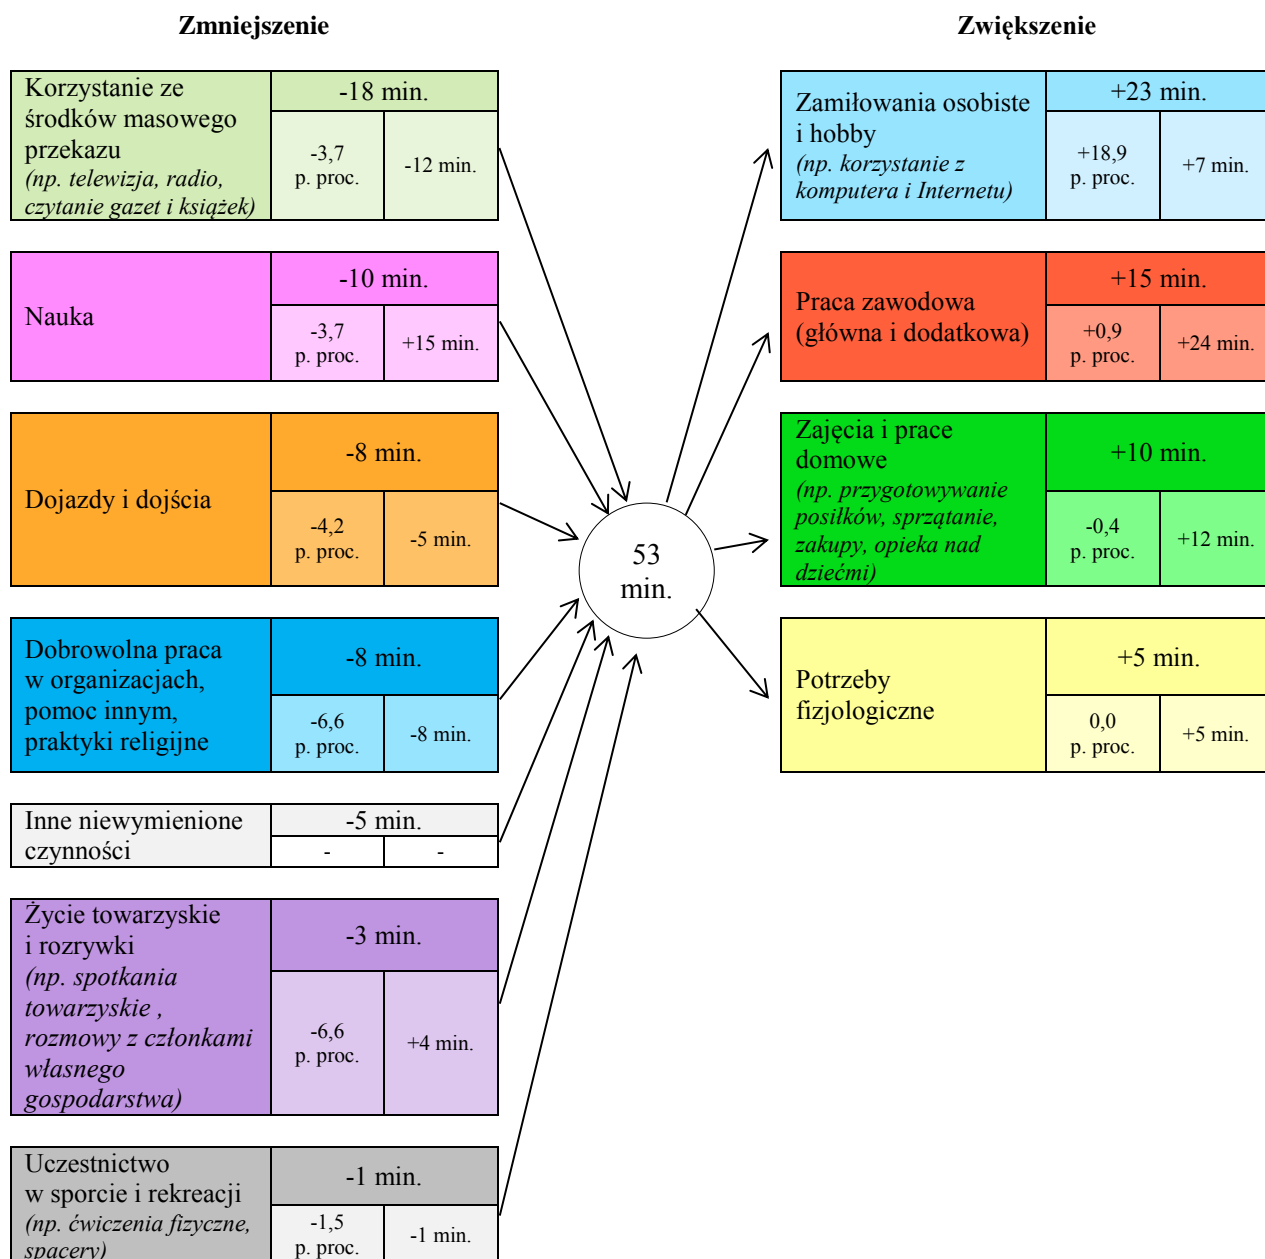 Zmniejszenie
Zwiększenie
Korzystanie ze
środków masowego
przekazu
(np. telewizja, radio,
czytanie gazet i książek)
-18 min.
-3,7
p. proc.
-12 min.
Nauka
-10 min.
-3,7
p. proc.
+15 min.
Dojazdy i dojścia
-8 min.
-4,2
p. proc.
-5 min.
Dobrowolna praca
w organizacjach,
pomoc innym,
praktyki religijne
-8 min.
-6,6
p. proc.
-8 min.
Inne niewymienione
czynności
-5 min.
-
-
Życie towarzyskie
i rozrywki
(np. spotkania
towarzyskie ,
rozmowy z członkami
własnego
gospodarstwa)
-3 min.
-6,6
p. proc.
+4 min.
Uczestnictwo
w sporcie i rekreacji
(np. ćwiczenia fizyczne,
spacery)
-1 min.
-1,5
p. proc.
-1 min.
53
min.
Zamiłowania osobiste
i hobby
(np. korzystanie z
komputera i Internetu)
+23 min.
+18,9
p. proc.
+7 min.
Praca zawodowa
(główna i dodatkowa)
+15 min.
+0,9
p. proc.
+24 min.
Zajęcia i prace
domowe
(np. przygotowywanie
posiłków, sprzątanie,
zakupy, opieka nad
dziećmi)
+10 min.
-0,4
p. proc.
+12 min.
Potrzeby
fizjologiczne
+5 min.
0,0
p. proc.
+5 min.